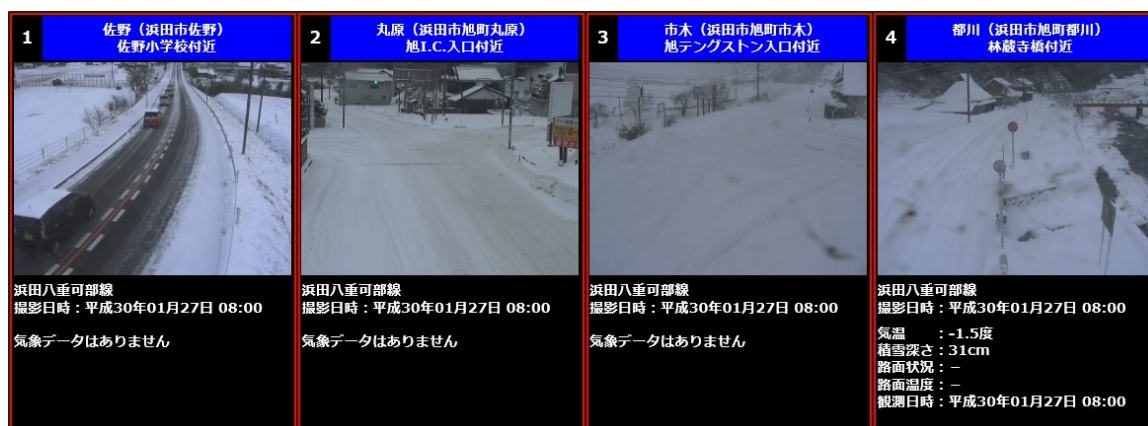 1
佐野（浜田市佐野）
佐野小学校付近
浜田八重可部線
撮影日時：平成30年01月27日 08:00
気象データはありません
2
丸原（浜田市旭町丸原）
旭I.C.入口付近
浜田八重可部線
撮影日時：平成30年01月27日 08:00
気象データはありません
3
市木（浜田市旭町市木）
旭テングストン入口付近
浜田八重可部線
撮影日時：平成30年01月27日 08:00
気象データはありません
4
都川（浜田市旭町都川）
林蔵寺橋付近
浜田八重可部線
撮影日時：平成30年01月27日 08:00
気温　　：-1.5度
積雪深さ：31cm
路面状況：－
路面温度：－
観測日時：平成30年01月27日 08:00